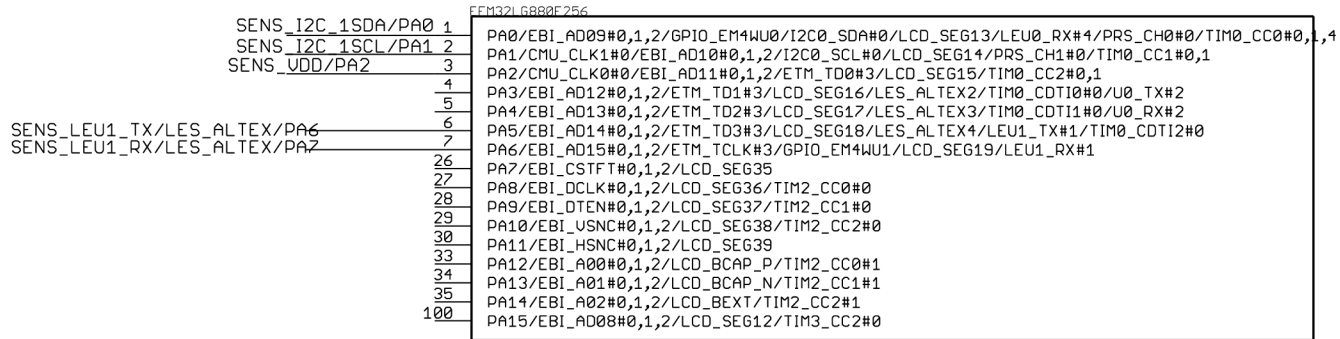 EFM32LG880F256
SENS_I2C_1SDA/PA0 1 PA0/EBI_AD09#0,1,2/GPIO_EM4WU0/I2C0_SDA#0/LCD_SEG13/LEU0_RX#4/PRS_CH0#0/TIM0_CC0#0,1,4
SENS_I2C_1SCL/PA1 2 PA1/CMU_CLK1#0/EBI_AD10#0,1,2/I2C0_SCL#0/LCD_SEG14/PRS_CH1#0/TIM0_CC1#0,1
SENS_VDD/PA2 3 PA2/CMU_CLK0#0/EBI_AD11#0,1,2/ETM_TD0#3/LCD_SEG15/TIM0_CC2#0,1
4 PA3/EBI_AD12#0,1,2/ETM_TD1#3/LCD_SEG16/LES_ALTEX2/TIM0_CDTI0#0/U0_TX#2
5 PA4/EBI_AD13#0,1,2/ETM_TD2#3/LCD_SEG17/LES_ALTEX3/TIM0_CDTI1#0/U0_RX#2
SENS_LEU1_TX/LES_ALTEX/PA6 6 PA5/EBI_AD14#0,1,2/ETM_TD3#3/LCD_SEG18/LES_ALTEX4/LEU1_TX#1/TIM0_CDTI2#0
SENS_LEU1_RX/LES_ALTEX/PA7 7 PA6/EBI_AD15#0,1,2/ETM_TCLK#3/GPIO_EM4WU1/LCD_SEG19/LEU1_RX#1
26 PA7/EBI_CSTFT#0,1,2/LCD_SEG35
27 PA8/EBI_DCLK#0,1,2/LCD_SEG36/TIM2_CC0#0
28 PA9/EBI_DTEN#0,1,2/LCD_SEG37/TIM2_CC1#0
29 PA10/EBI_VSNC#0,1,2/LCD_SEG38/TIM2_CC2#0
30 PA11/EBI_HSNC#0,1,2/LCD_SEG39
33 PA12/EBI_A00#0,1,2/LCD_BCAP_P/TIM2_CC0#1
34 PA13/EBI_A01#0,1,2/LCD_BCAP_N/TIM2_CC1#1
35 PA14/EBI_A02#0,1,2/LCD_BEXT/TIM2_CC2#1
100 PA15/EBI_AD08#0,1,2/LCD_SEG12/TIM3_CC2#0